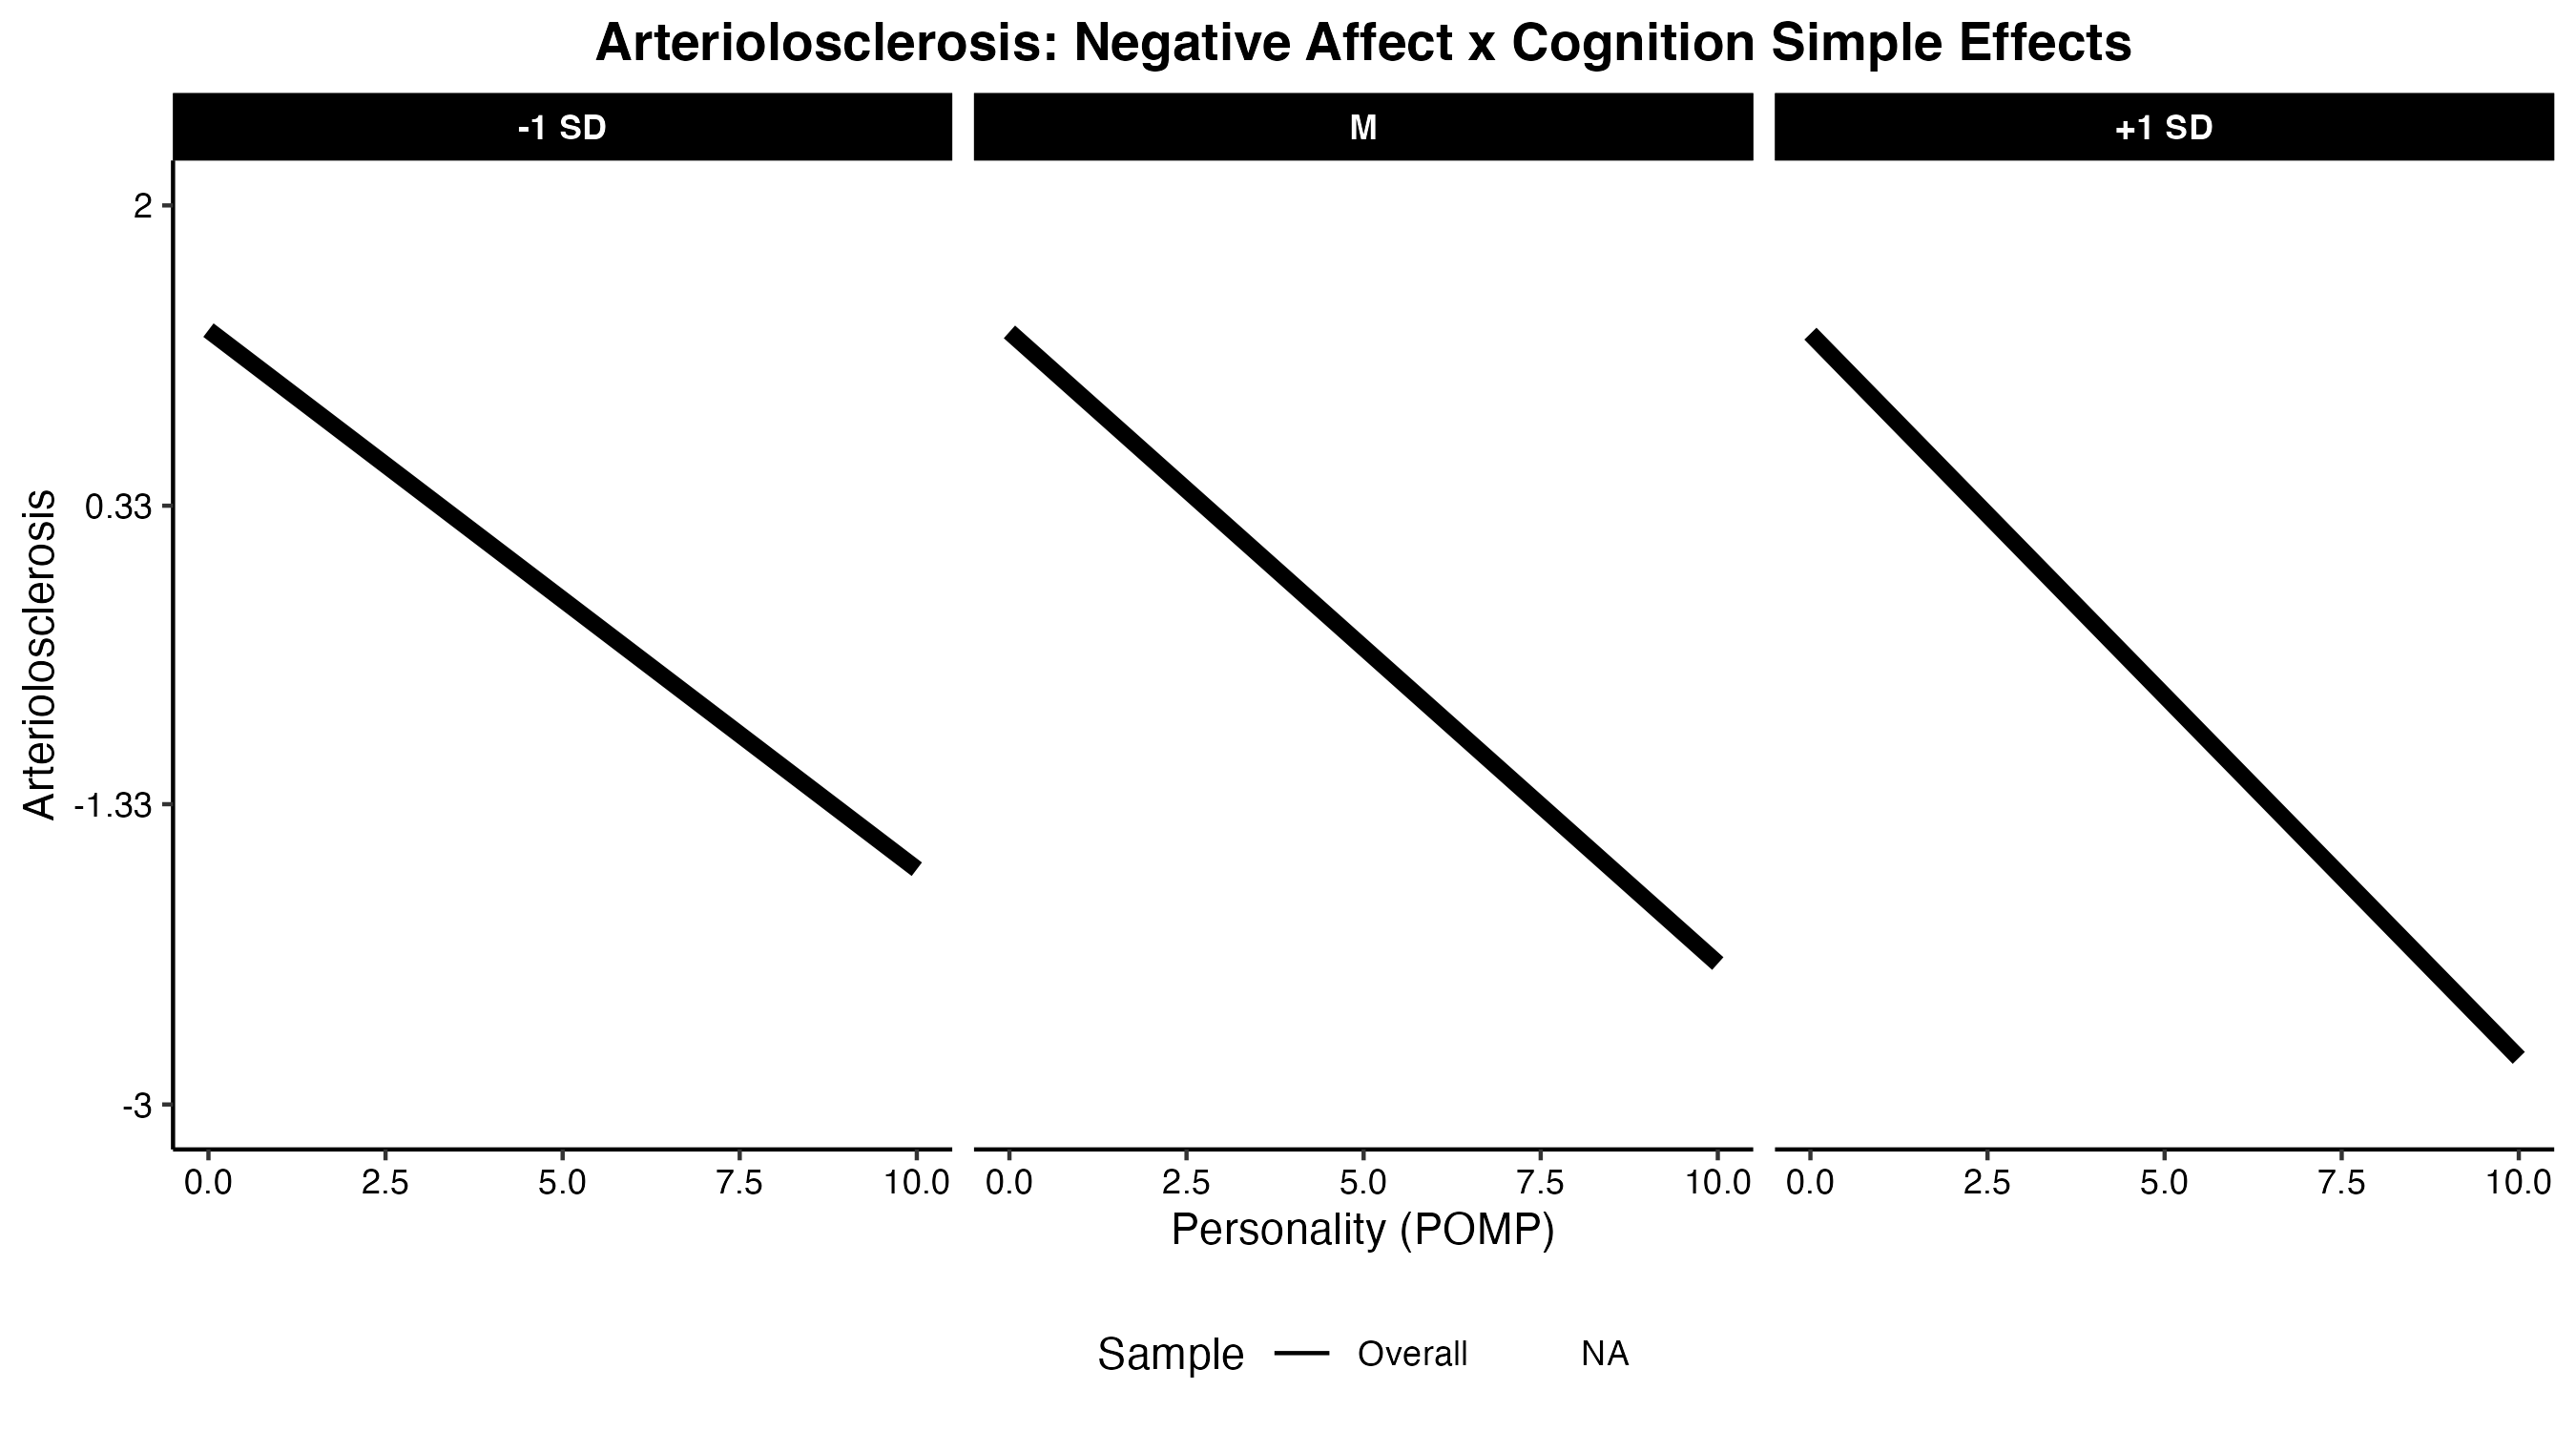 Arteriolosclerosis: Negative Affect x Cognition Simple Effects
-1 SD M +1 SD
2
0.33
-1.33
-3
Arteriolosclerosis
0.0 2.5 5.0 7.5 10.0 0.0 2.5 5.0 7.5 10.0 0.0 2.5 5.0 7.5 10.0
Personality (POMP)
Sample Overall NA